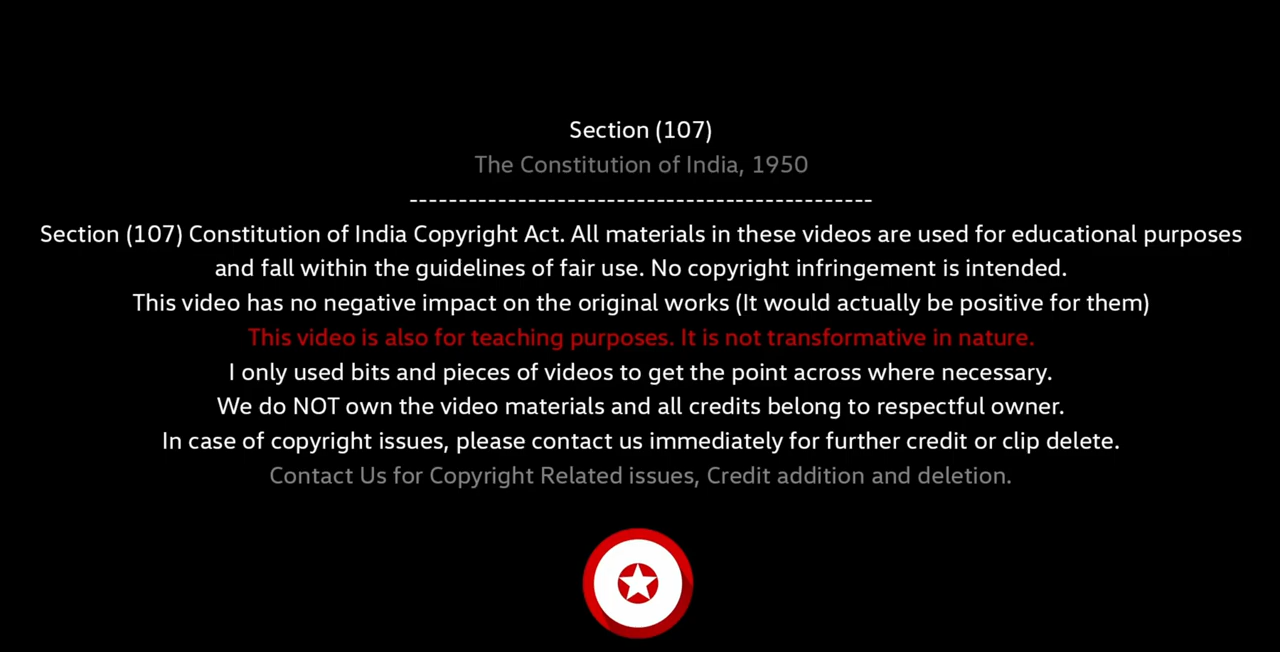 Section (107)
The Constitution of India, 1950
-----------------------------------------------
Section (107) Constitution of India Copyright Act. All materials in these videos are used for educational purposes
and fall within the guidelines of fair use. No copyright infringement is intended.
This video has no negative impact on the original works (It would actually be positive for them)
This video is also for teaching purposes. It is not transformative in nature.
I only used bits and pieces of videos to get the point across where necessary.
We do NOT own the video materials and all credits belong to respectful owner.
In case of copyright issues, please contact us immediately for further credit or clip delete.
Contact Us for Copyright Related issues, Credit addition and deletion.